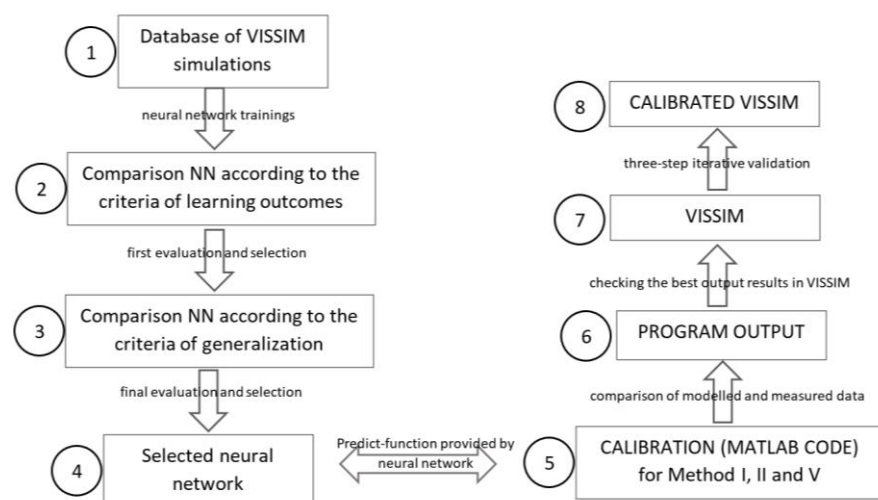 1
Database of VISSIM
simulations
neural network trainings
2
Comparison NN according to the
criteria of learning outcomes
first evaluation and selection
3
Comparison NN according to the
criteria of generalization
final evaluation and selection
4
Selected neural
network
Predict-function provided by
neural network
5
CALIBRATION (MATLAB CODE)
for Method I, II and V
comparison of modelled and measured data
6
PROGRAM OUTPUT
checking the best output results in VISSIM
7
VISSIM
three-step iterative validation
8
CALIBRATED VISSIM